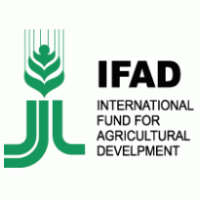 IFAD
INTERNATIONAL
FUND FOR
AGRICULTURAL
DEVELPMENT